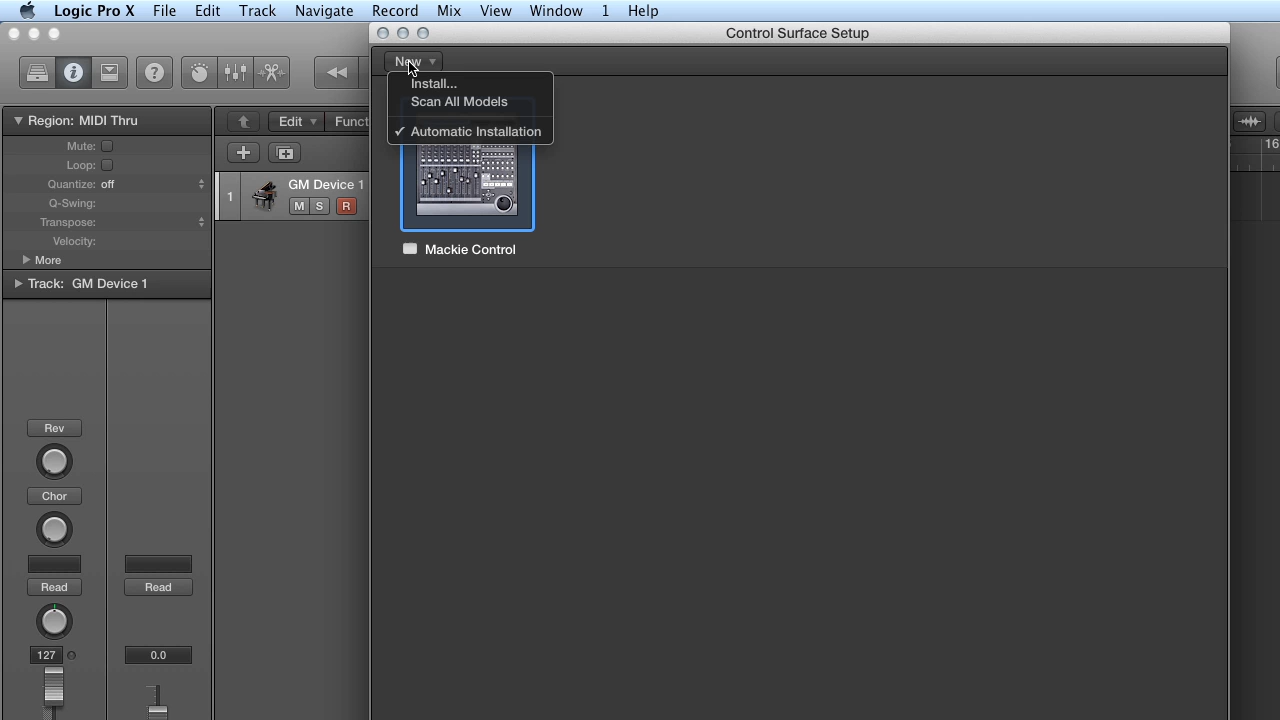 Logic Pro X File Edit Track Navigate Record Mix View Window 1 Help
Control Surface Setup
New
Install...
Scan All Models
✓ Automatic Installation
Mackie Control
Region: MIDI Thru
Mute:
Loop:
Quantize: off
Q-Swing:
Transpose:
Velocity:
More
Track: GM Device 1
Edit Funct
1 GM Device 1
M S R
16
Rev
Chor
Read Read
127 0.0